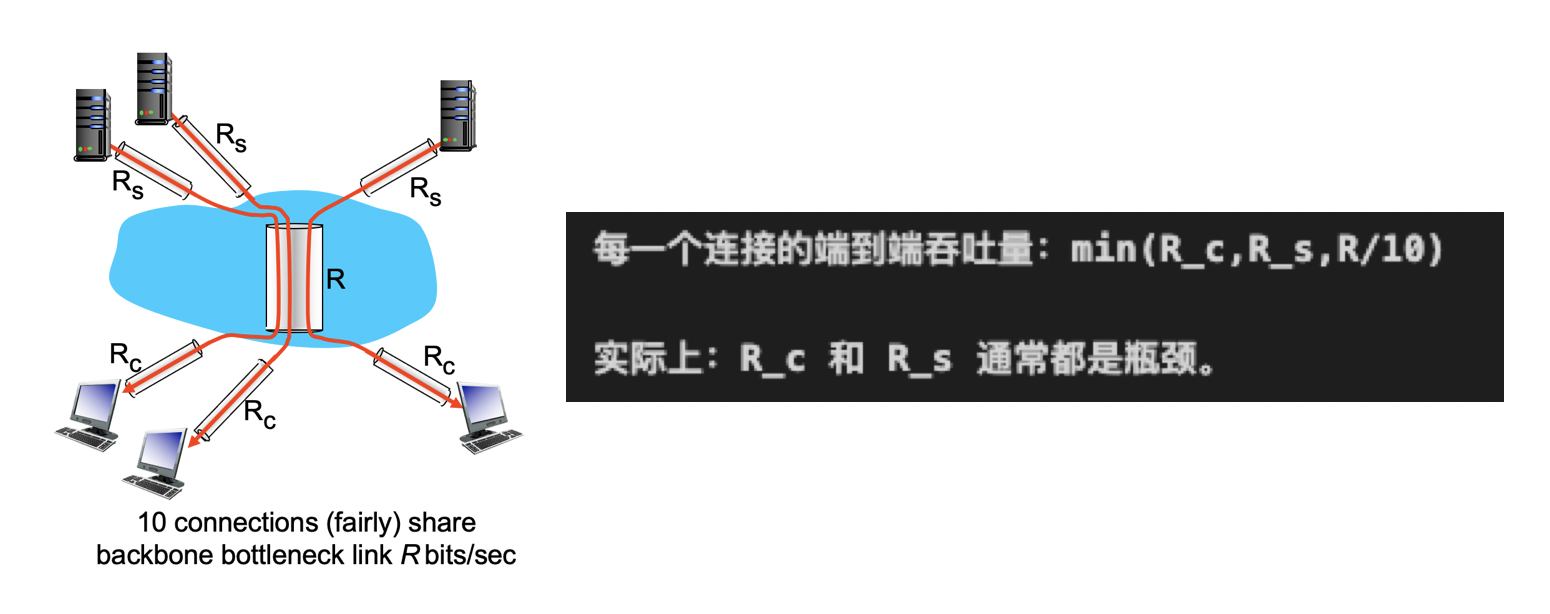 R_s
R_s
R_s
R
R_c
R_c
R_c
10 connections (fairly) share
backbone bottleneck link R bits/sec
每一个连接的端到端吞吐量：min(R_c,R_s,R/10)
实际上：R_c 和 R_s 通常都是瓶颈。